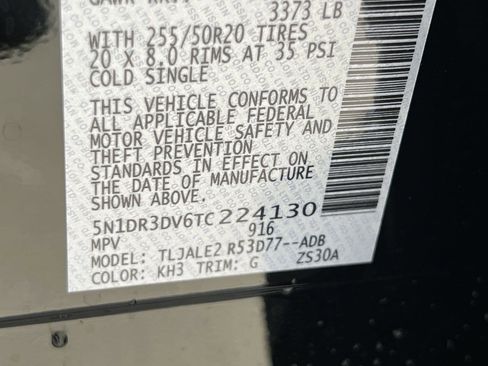 3373 LB
WITH 255/50R20 TIRES
20 X 8.0 RIMS AT 35 PSI
COLD SINGLE
THIS VEHICLE CONFORMS TO
ALL APPLICABLE FEDERAL
MOTOR VEHICLE SAFETY AND
THEFT PREVENTION
STANDARDS IN EFFECT ON
THE DATE OF MANUFACTURE
SHOWN ABOVE.
5N1DR3DV6TC224130
MPV 916
MODEL: TLJALE2 R53D77--ADB
COLOR: KH3 TRIM: G ZS30A